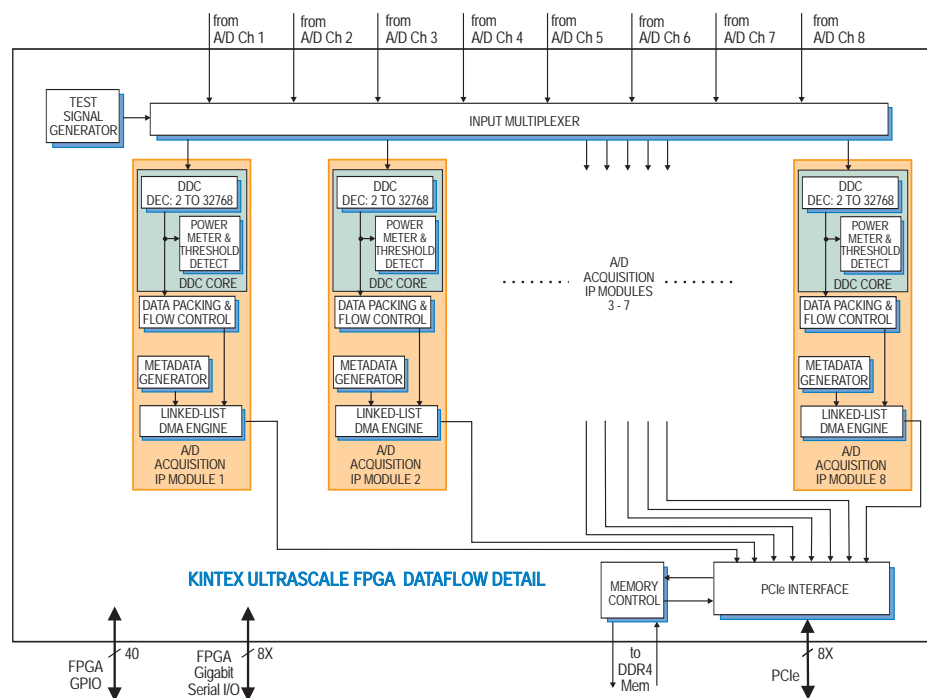 from
A/D Ch 1
from
A/D Ch 2
from
A/D Ch 3
from
A/D Ch 4
from
A/D Ch 5
from
A/D Ch 6
from
A/D Ch 7
from
A/D Ch 8
TEST
SIGNAL
GENERATOR
INPUT MULTIPLEXER
DDC
DEC: 2 TO 32768
POWER
METER &
THRESHOLD
DETECT
DDC CORE
DATA PACKING &
FLOW CONTROL
METADATA
GENERATOR
LINKED-LIST
DMA ENGINE
A/D
ACQUISITION
IP MODULE 1
DDC
DEC: 2 TO 32768
POWER
METER &
THRESHOLD
DETECT
DDC CORE
DATA PACKING &
FLOW CONTROL
METADATA
GENERATOR
LINKED-LIST
DMA ENGINE
A/D
ACQUISITION
IP MODULE 2
A/D
ACQUISITION
IP MODULES
3 - 7
DDC
DEC: 2 TO 32768
POWER
METER &
THRESHOLD
DETECT
DDC CORE
DATA PACKING &
FLOW CONTROL
METADATA
GENERATOR
LINKED-LIST
DMA ENGINE
A/D
ACQUISITION
IP MODULE 8
KINTEX ULTRASCALE FPGA DATAFLOW DETAIL
MEMORY
CONTROL
PCIe INTERFACE
40
FPGA
GPIO
8X
FPGA
Gigabit
Serial I/O
to
DDR4
Mem
8X
PCIe